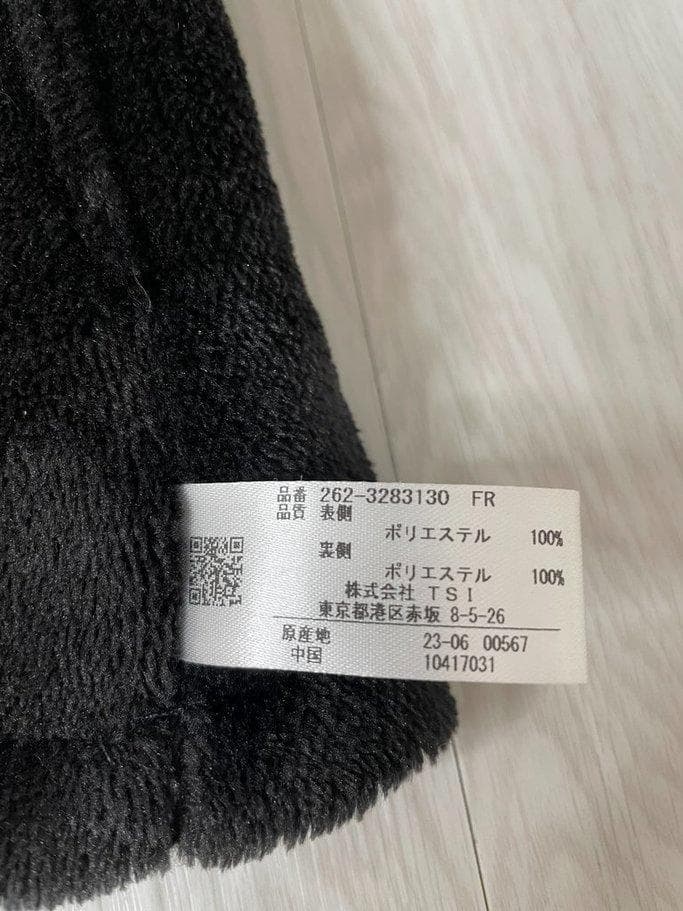 品番 262-3283130 FR
品質 表側
ポリエステル 100%
裏側
ポリエステル 100%
株式会社 TSI
東京都港区赤坂 8-5-26
原産地 23-06 00567
中国 10417031